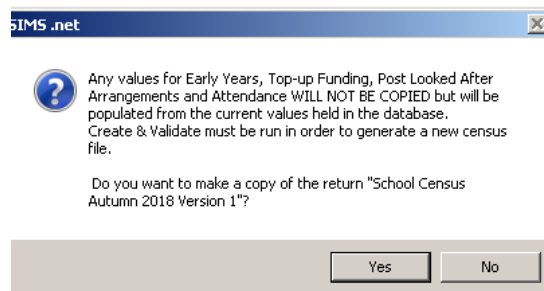 SIMS .net
Any values for Early Years, Top-up Funding, Post Looked After
Arrangements and Attendance WILL NOT BE COPIED but will be
populated from the current values held in the database.
Create & Validate must be run in order to generate a new census
file.
Do you want to make a copy of the return "School Census
Autumn 2018 Version 1"?
Yes No